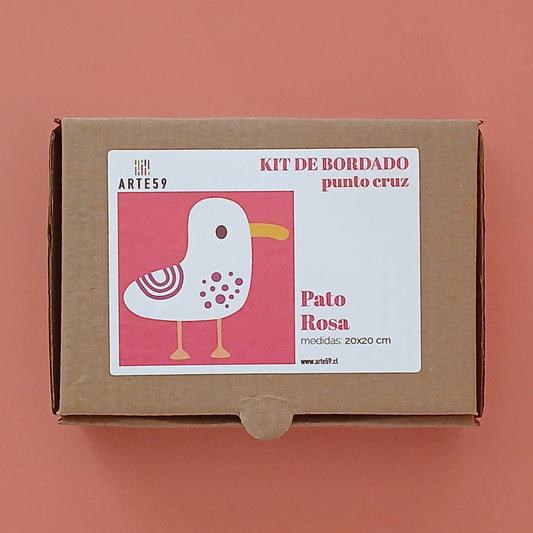 ARTE59
KIT DE BORDADO
punto cruz
Pato
Rosa
medidas: 20x20 cm
www.arte59.cl